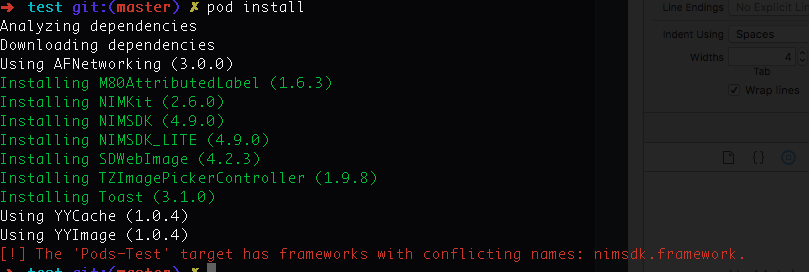 ➜ test git:(master) ✗ pod install
Analyzing dependencies
Downloading dependencies
Using AFNetworking (3.0.0)
Installing M80AttributedLabel (1.6.3)
Installing NIMKit (2.6.0)
Installing NIMSDK (4.9.0)
Installing NIMSDK_LITE (4.9.0)
Installing SDWebImage (4.2.3)
Installing TZImagePickerController (1.9.8)
Installing Toast (3.1.0)
Using YYCache (1.0.4)
Using YYImage (1.0.4)
[!] The 'Pods-Test' target has frameworks with conflicting names: nimsdk.framework.
➜ test git:(master) ✗
Line Endings No Explicit Lin
Indent Using Spaces
Widths 4
Tab
Wrap lines